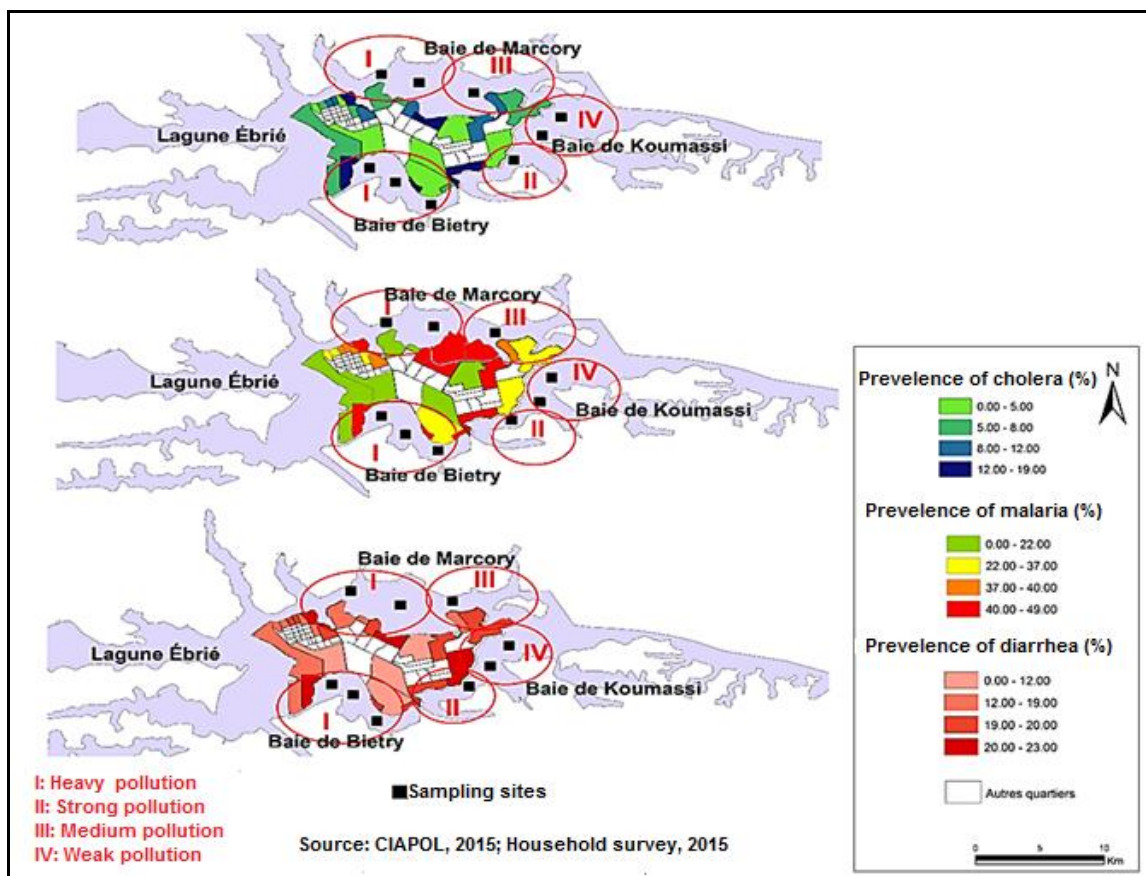 Baie de Marcory
I
III
IV
Lagune Ébrié
Baie de Koumassi
I
II
Baie de Bietry
Baie de Marcory
I
III
IV
Lagune Ébrié
Baie de Koumassi
I
II
Baie de Bietry
Baie de Marcory
I
III
IV
Lagune Ébrié
Baie de Koumassi
I
II
Baie de Bietry
I: Heavy pollution
II: Strong pollution
III: Medium pollution
IV: Weak pollution
Sampling sites
Source: CIAPOL, 2015; Household survey, 2015
N
Prevelence of cholera (%)
0.00 - 5.00
5.00 - 8.00
8.00 - 12.00
12.00 - 19.00
Prevelence of malaria (%)
0.00 - 22.00
22.00 - 37.00
37.00 - 40.00
40.00 - 49.00
Prevelence of diarrhea (%)
0.00 - 12.00
12.00 - 19.00
19.00 - 20.00
20.00 - 23.00
Autres quartiers
0 5 10
Km